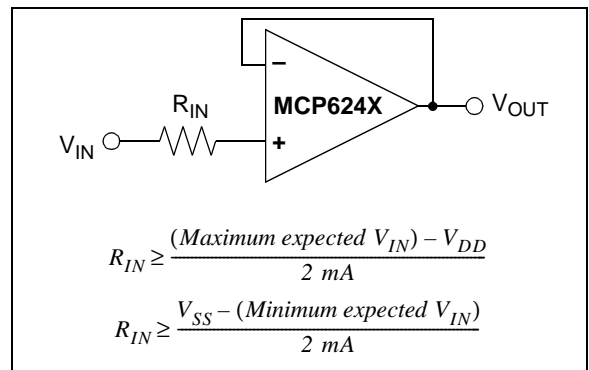 –
R_IN
MCP624X
V_OUT
V_IN
+
R_IN ≥ (Maximum expected V_IN) – V_DD
2 mA
R_IN ≥ V_SS – (Minimum expected V_IN)
2 mA